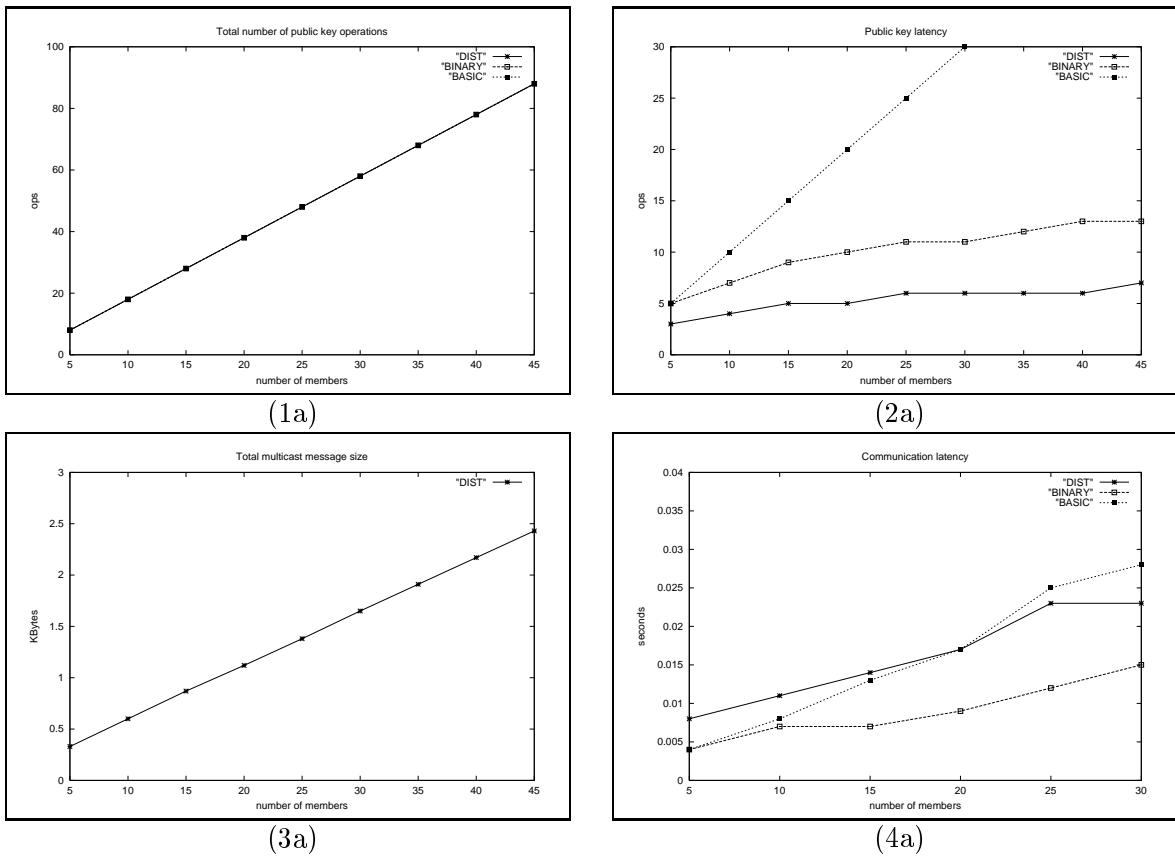 Total number of public key operations
100
80
60
40
20
0
ops
"DIST"
"BINARY"
"BASIC"
5 10 15 20 25 30 35 40 45
number of members
(1a)
Public key latency
30
25
20
15
10
5
0
ops
"DIST"
"BINARY"
"BASIC"
5 10 15 20 25 30 35 40 45
number of members
(2a)
Total multicast message size
3
2.5
2
1.5
1
0.5
0
KBytes
"DIST"
5 10 15 20 25 30 35 40 45
number of members
(3a)
Communication latency
0.04
0.035
0.03
0.025
0.02
0.015
0.01
0.005
0
seconds
"DIST"
"BINARY"
"BASIC"
5 10 15 20 25 30
number of members
(4a)